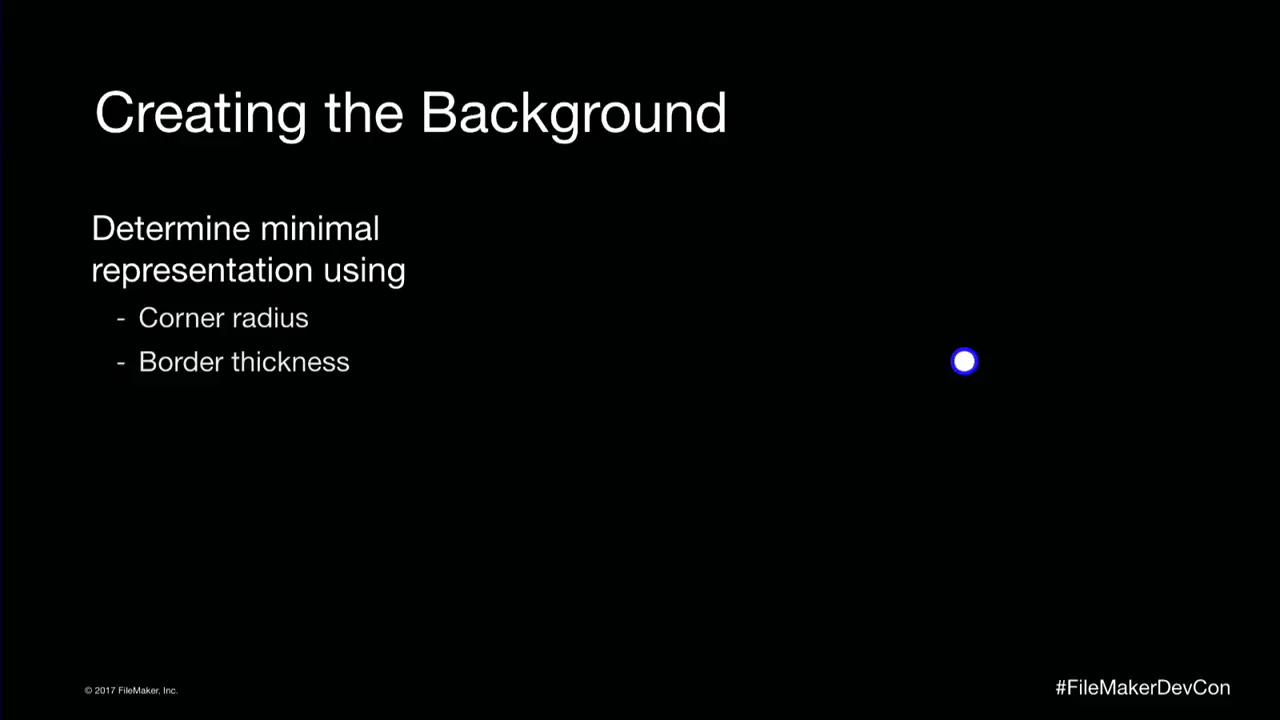 Creating the Background
Determine minimal
representation using
- Corner radius
- Border thickness
© 2017 FileMaker, Inc.
#FileMakerDevCon